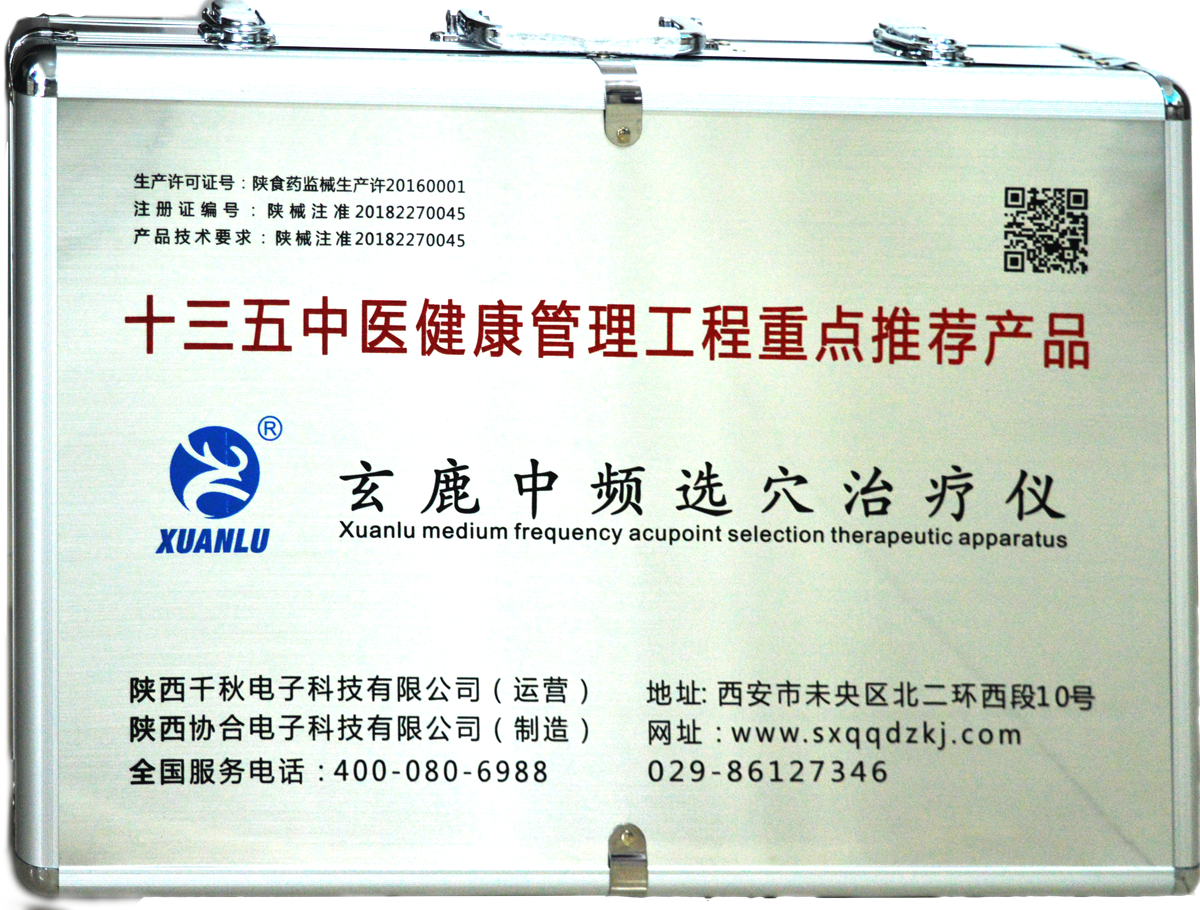 生产许可证号：陕食药监械生产许20160001
注册证编号：陕械注准20182270045
产品技术要求：陕械注准20182270045
十三五中医健康管理工程重点推荐产品
®
XUANLU
玄鹿中频选穴治疗仪
Xuanlu medium frequency acupoint selection therapeutic apparatus
陕西千秋电子科技有限公司（运营）
陕西协合电子科技有限公司（制造）
全国服务电话：400-080-6988
地址：西安市未央区北二环西段10号
网址：www.sxqqdzkj.com
029-86127346